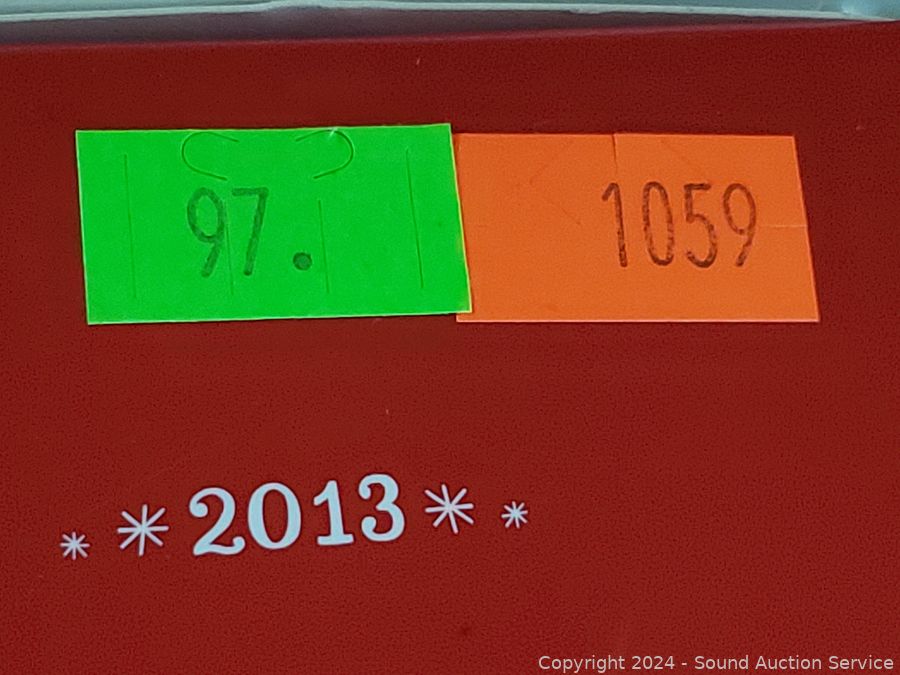 97.
1059
* * 2013 * *
Copyright 2024 - Sound Auction Service